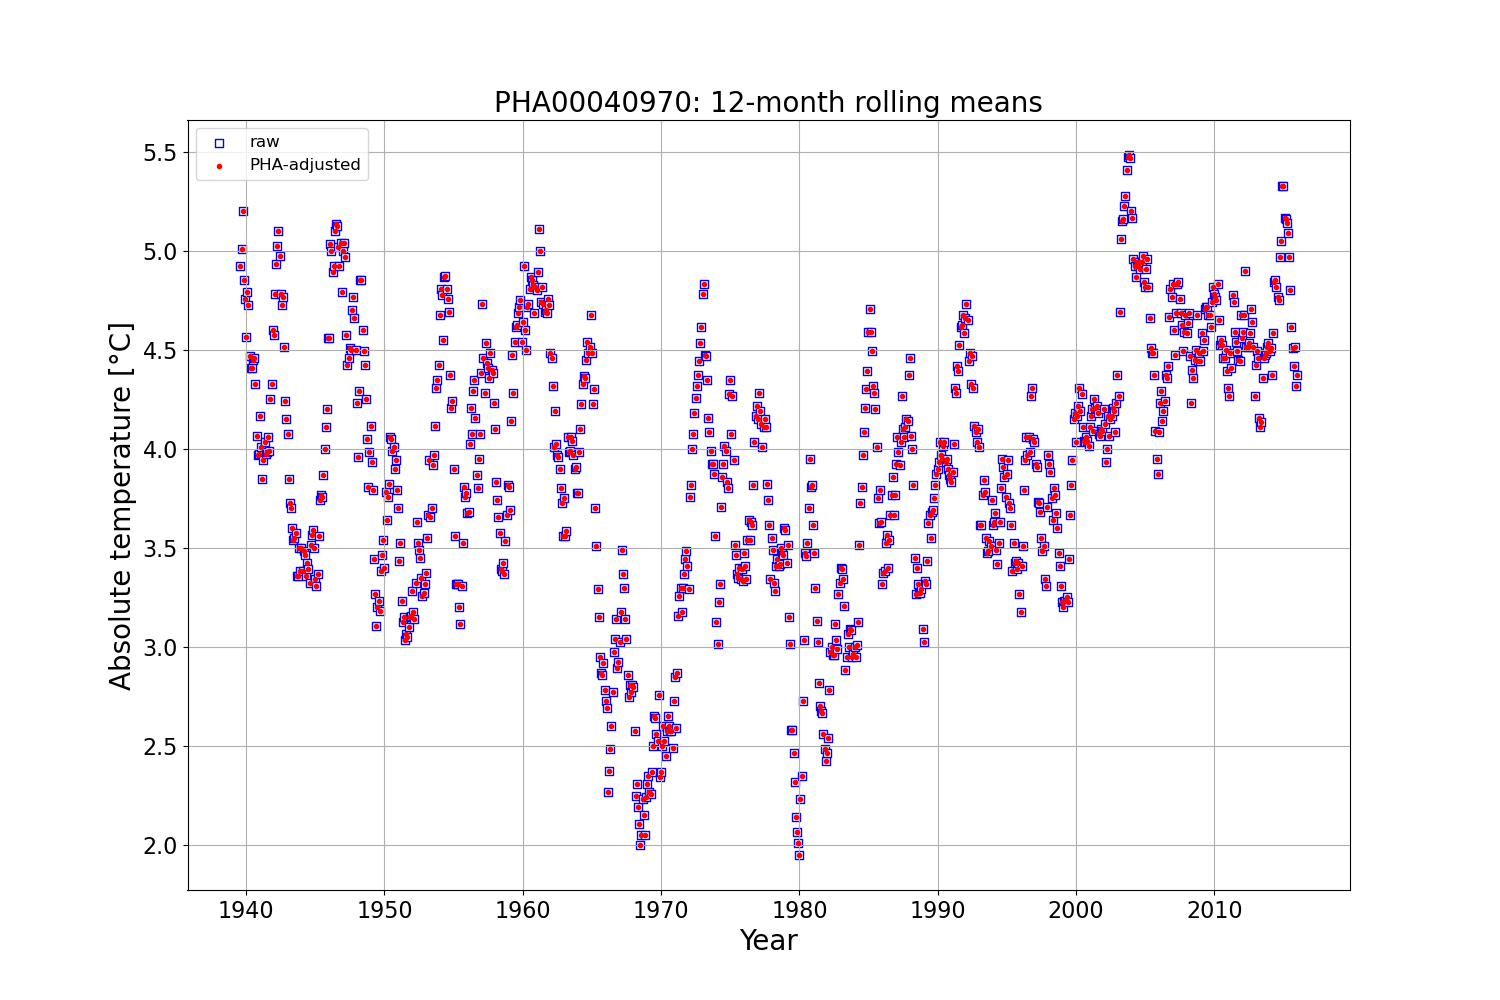 PHA00040970: 12-month rolling means
raw
PHA-adjusted
Absolute temperature [°C]
5.5
5.0
4.5
4.0
3.5
3.0
2.5
2.0
1940 1950 1960 1970 1980 1990 2000 2010
Year